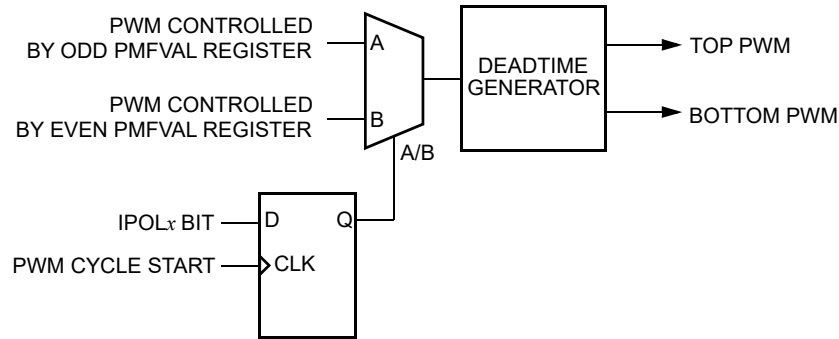 PWM CONTROLLED
BY ODD PMFVAL REGISTER
A
DEADTIME
GENERATOR
TOP PWM
PWM CONTROLLED
BY EVEN PMFVAL REGISTER
B
BOTTOM PWM
A/B
IPOLx BIT
D
Q
PWM CYCLE START
CLK